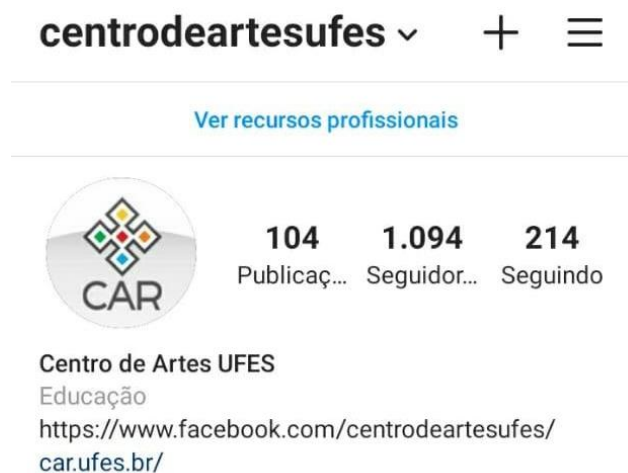 centrodeartesufes
Ver recursos profissionais
CAR
104 1.094 214
Publicaç... Seguidor... Seguindo
Centro de Artes UFES
Educação
https://www.facebook.com/centrodeartesufes/
car.ufes.br/